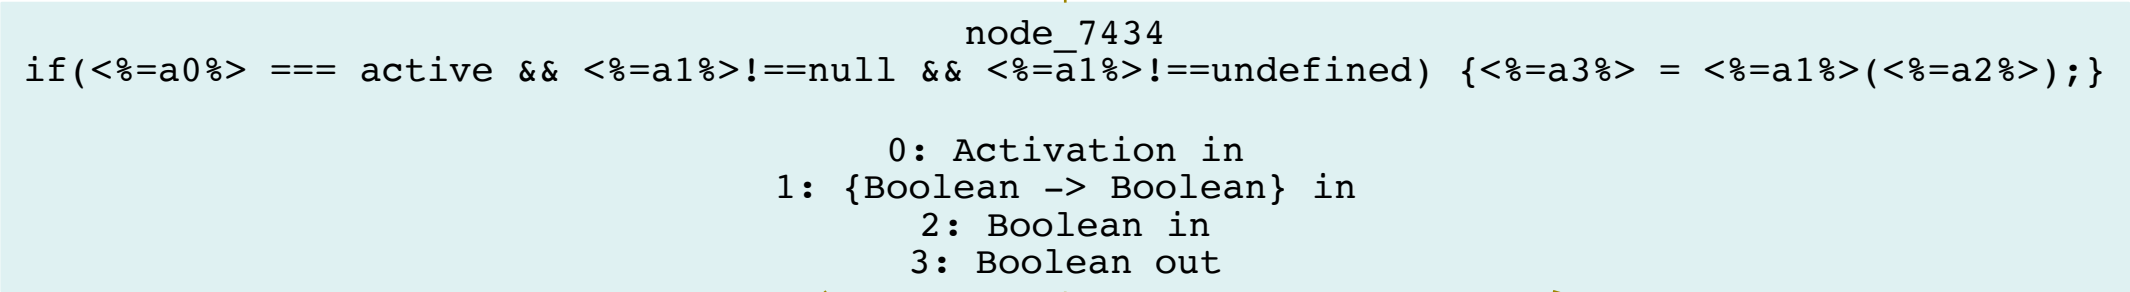 node_7434
if(<%=a0%> === active && <%=a1%>!==null && <%=a1%>!==undefined) {<%=a3%> = <%=a1%>(<%=a2%>);}
0: Activation in
1: {Boolean -> Boolean} in
2: Boolean in
3: Boolean out